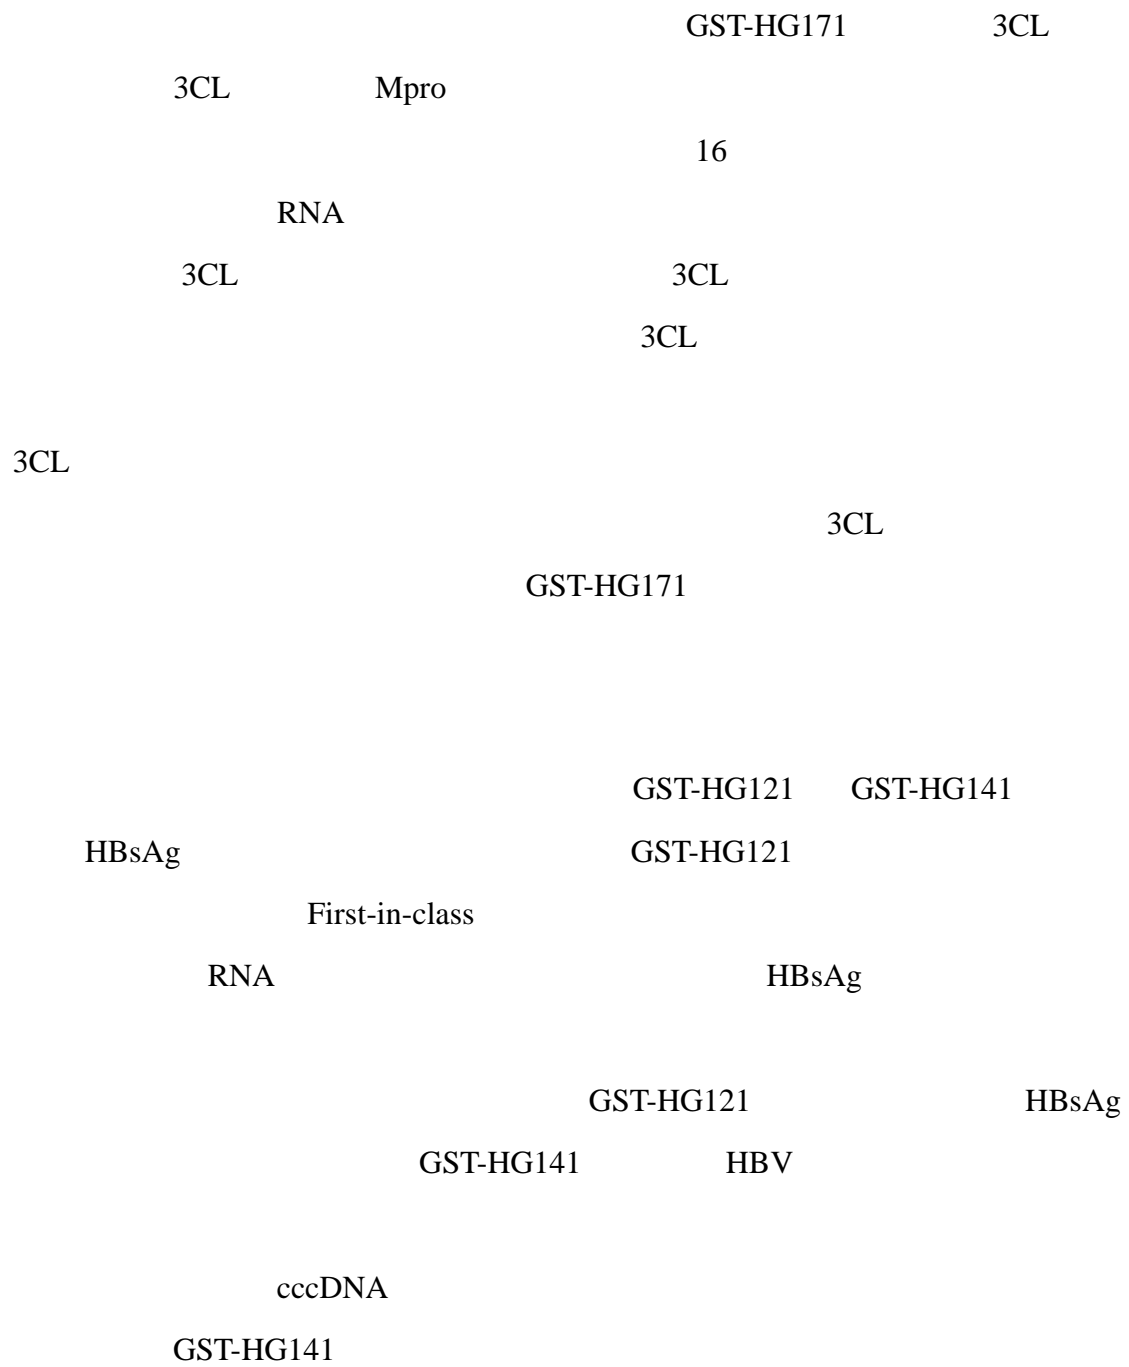 GST-HG171 3CL
3CL Mpro
16
RNA
3CL 3CL
3CL
3CL
3CL
GST-HG171
GST-HG121 GST-HG141
HBsAg GST-HG121
First-in-class
RNA HBsAg
GST-HG121 HBsAg
GST-HG141 HBV
cccDNA
GST-HG141